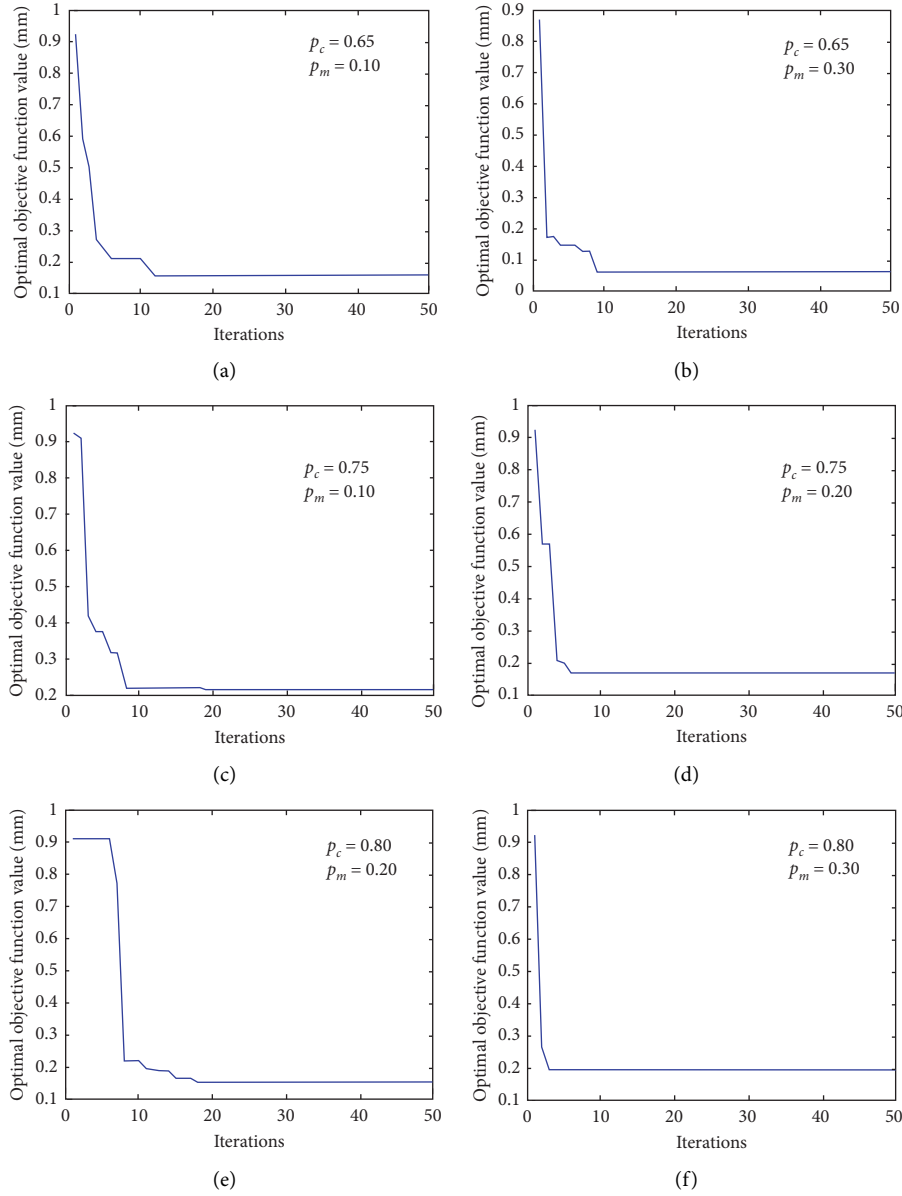 Optimal objective function value (mm)
1
0.9
0.8
0.7
0.6
0.5
0.4
0.3
0.2
0.1
p_c = 0.65
p_m = 0.10
0 10 20 30 40 50
Iterations
(a)
Optimal objective function value (mm)
0.9
0.8
0.7
0.6
0.5
0.4
0.3
0.2
0.1
0
p_c = 0.65
p_m = 0.30
0 10 20 30 40 50
Iterations
(b)
Optimal objective function value (mm)
1
0.9
0.8
0.7
0.6
0.5
0.4
0.3
0.2
p_c = 0.75
p_m = 0.10
0 10 20 30 40 50
Iterations
(c)
Optimal objective function value (mm)
1
0.9
0.8
0.7
0.6
0.5
0.4
0.3
0.2
0.1
p_c = 0.75
p_m = 0.20
0 10 20 30 40 50
Iterations
(d)
Optimal objective function value (mm)
1
0.9
0.8
0.7
0.6
0.5
0.4
0.3
0.2
0.1
p_c = 0.80
p_m = 0.20
0 10 20 30 40 50
Iterations
(e)
Optimal objective function value (mm)
1
0.9
0.8
0.7
0.6
0.5
0.4
0.3
0.2
0.1
p_c = 0.80
p_m = 0.30
0 10 20 30 40 50
Iterations
(f)